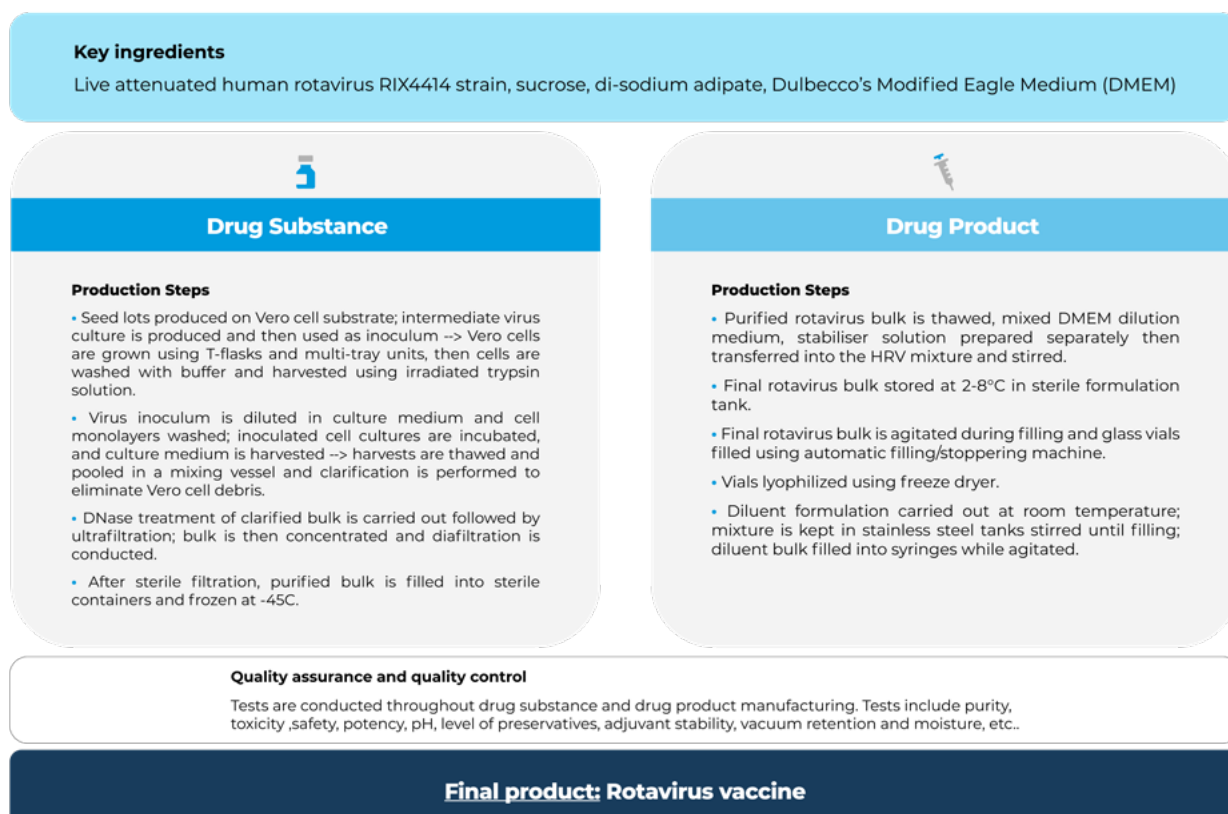 Key ingredients
Live attenuated human rotavirus RIX4414 strain, sucrose, di-sodium adipate, Dulbecco's Modified Eagle Medium (DMEM)
Drug Substance
Production Steps
• Seed lots produced on Vero cell substrate; intermediate virus
culture is produced and then used as inoculum --> Vero cells
are grown using T-flasks and multi-tray units, then cells are
washed with buffer and harvested using irradiated trypsin
solution.
• Virus inoculum is diluted in culture medium and cell
monolayers washed; inoculated cell cultures are incubated,
and culture medium is harvested --> harvests are thawed and
pooled in a mixing vessel and clarification is performed to
eliminate Vero cell debris.
• DNase treatment of clarified bulk is carried out followed by
ultrafiltration; bulk is then concentrated and diafiltration is
conducted.
• After sterile filtration, purified bulk is filled into sterile
containers and frozen at -45C.
Drug Product
Production Steps
• Purified rotavirus bulk is thawed, mixed DMEM dilution
medium, stabiliser solution prepared separately then
transferred into the HRV mixture and stirred.
• Final rotavirus bulk stored at 2-8°C in sterile formulation
tank.
• Final rotavirus bulk is agitated during filling and glass vials
filled using automatic filling/stoppering machine.
• Vials lyophilized using freeze dryer.
• Diluent formulation carried out at room temperature;
mixture is kept in stainless steel tanks stirred until filling;
diluent bulk filled into syringes while agitated.
Quality assurance and quality control
Tests are conducted throughout drug substance and drug product manufacturing. Tests include purity,
toxicity ,safety, potency, pH, level of preservatives, adjuvant stability, vacuum retention and moisture, etc..
Final product: Rotavirus vaccine